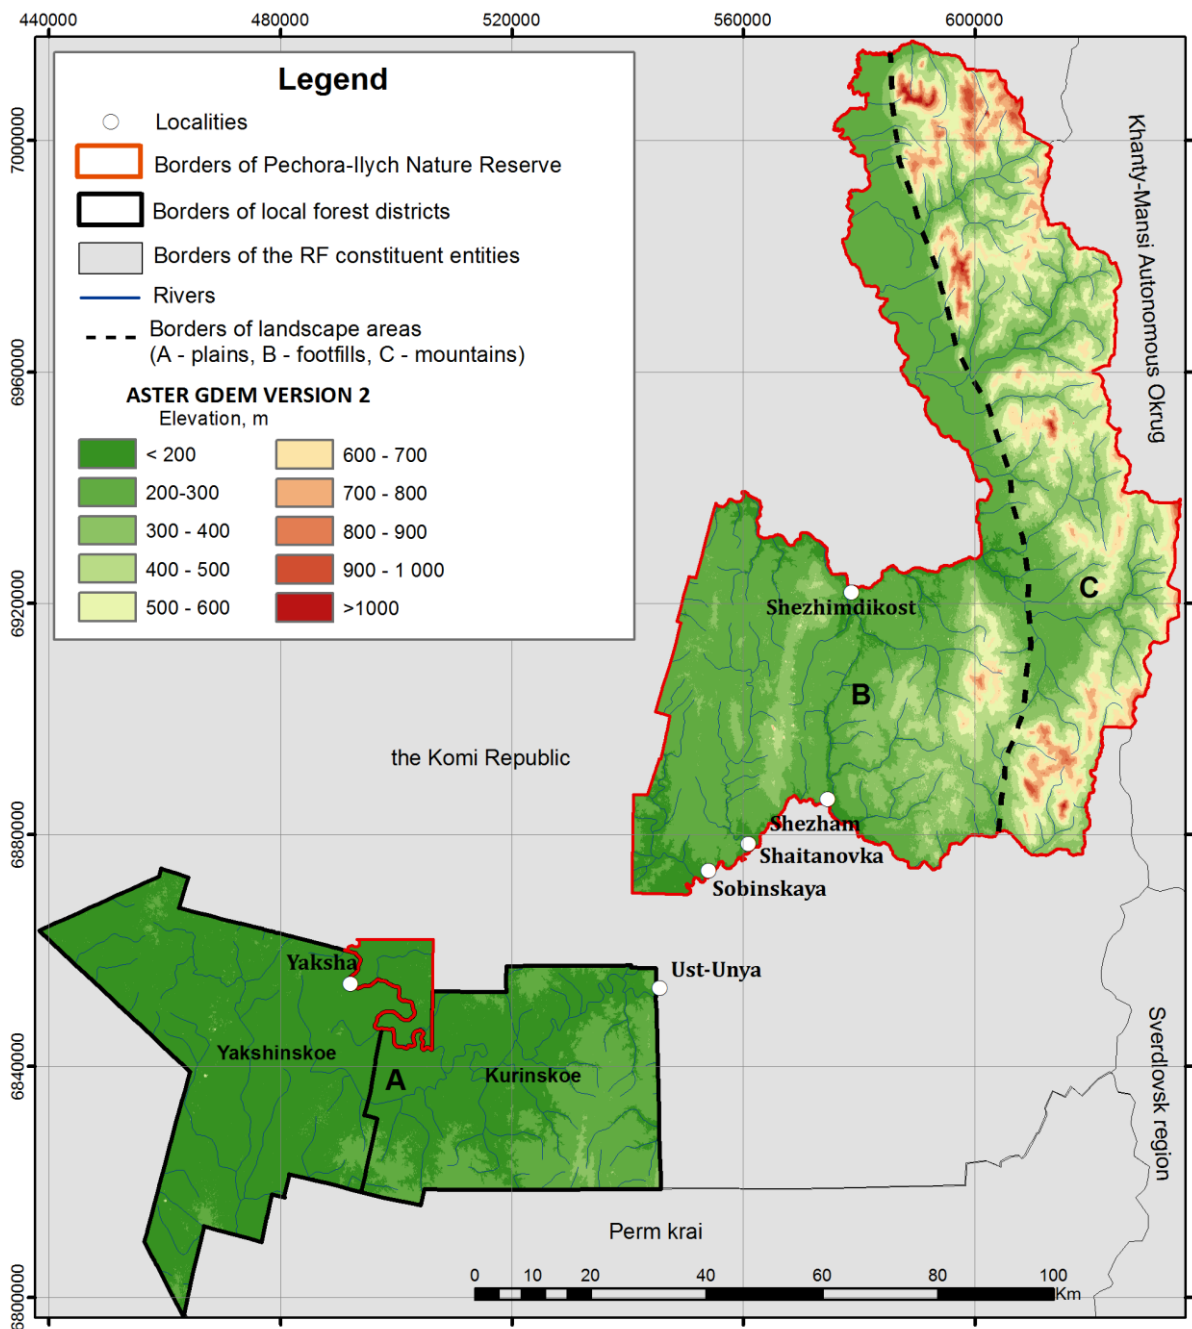 440000
480000
520000
560000
600000
Legend
Localities
Borders of Pechora-Ilych Nature Reserve
Borders of local forest districts
Borders of the RF constituent entities
Rivers
Borders of landscape areas
(A - plains, B - footfills, C - mountains)
ASTER GDEM VERSION 2
Elevation, m
< 200
200-300
300 - 400
400 - 500
500 - 600
600 - 700
700 - 800
800 - 900
900 - 1 000
>1000
7000000
6960000
6920000
6880000
6840000
6800000
Khanty-Mansi Autonomous Okrug
C
Shezhimdikost
B
the Komi Republic
Shezham
Shaitanovka
Sobinskaya
Yaksha
Ust-Unya
Yakshinskoe
A
Kurinskoe
Sverdlovsk region
Perm krai
0 10 20 40 60 80 100
Km